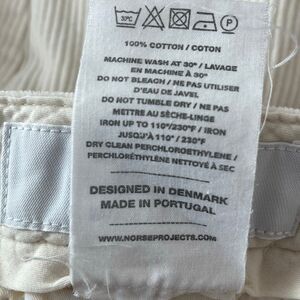 30°C
P
100% COTTON / COTON
MACHINE WASH AT 30° / LAVAGE
EN MACHINE À 30°
DO NOT BLEACH / NE PAS UTILISER
D'EAU DE JAVEL
DO NOT TUMBLE DRY / NE PAS
METTRE AU SÈCHE-LINGE
IRON UP TO 110°/230°F / IRON
JUSQU'À 110° / 230°F
DRY CLEAN PERCHLOROETHYLENE /
PERCHLORÉTHYLÈNE NETTOYÉ À SEC
DESIGNED IN DENMARK
MADE IN PORTUGAL
WWW.NORSEPROJECTS.COM